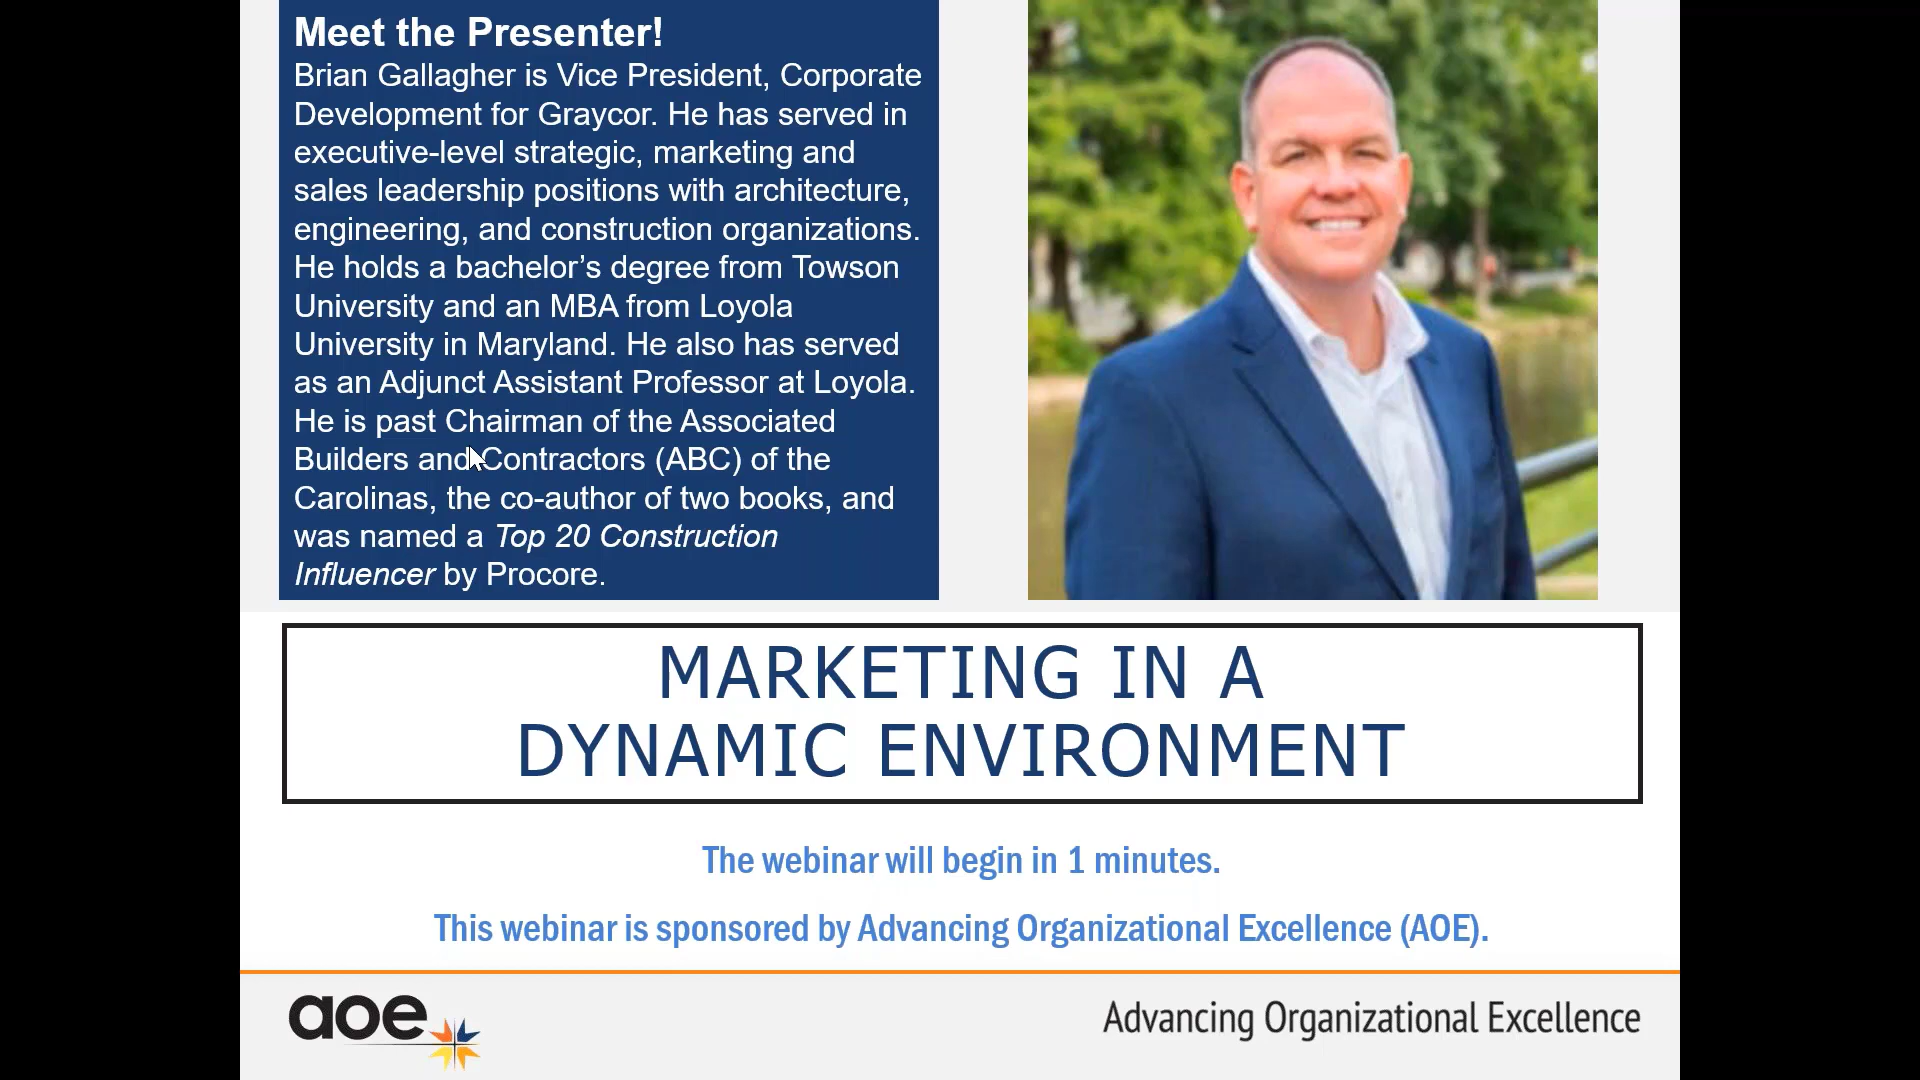 Meet the Presenter!
Brian Gallagher is Vice President, Corporate
Development for Graycor. He has served in
executive-level strategic, marketing and
sales leadership positions with architecture,
engineering, and construction organizations.
He holds a bachelor’s degree from Towson
University and an MBA from Loyola
University in Maryland. He also has served
as an Adjunct Assistant Professor at Loyola.
He is past Chairman of the Associated
Builders and Contractors (ABC) of the
Carolinas, the co-author of two books, and
was named a Top 20 Construction
Influencer by Procore.
MARKETING IN A
DYNAMIC ENVIRONMENT
The webinar will begin in 1 minutes.
This webinar is sponsored by Advancing Organizational Excellence (AOE).
aoe
Advancing Organizational Excellence